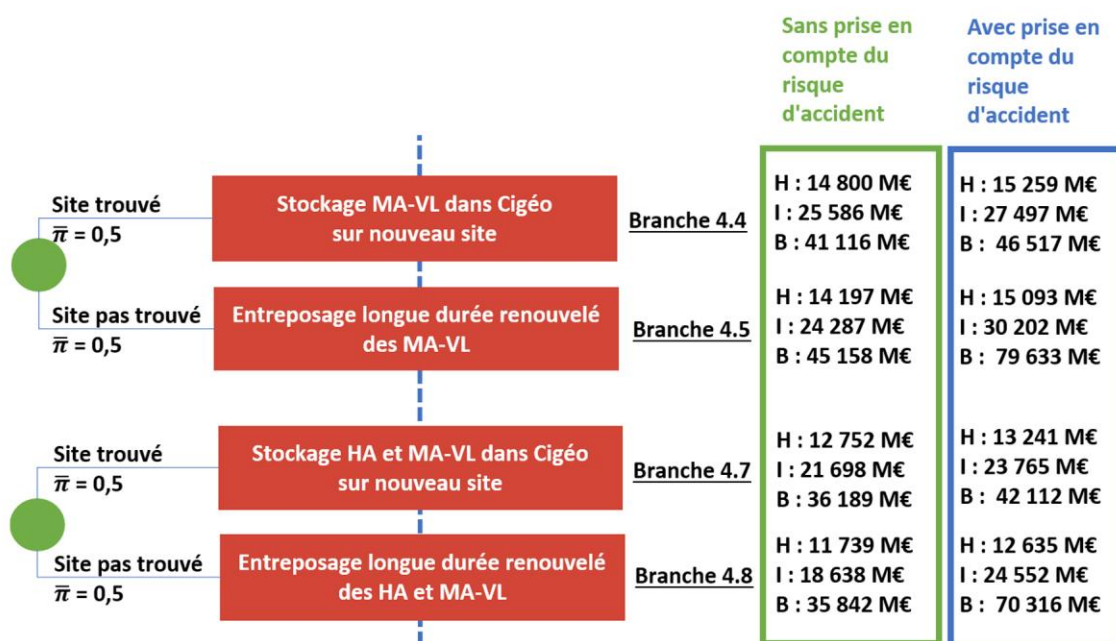 Sans prise en
compte du
risque
d'accident
Avec prise en
compte du
risque
d'accident
Site trouvé
π̅ = 0,5
Stockage MA-VL dans Cigéo
sur nouveau site
Branche 4.4
H : 14 800 M€
I : 25 586 M€
B : 41 116 M€
H : 15 259 M€
I : 27 497 M€
B : 46 517 M€
Site pas trouvé
π̅ = 0,5
Entreposage longue durée renouvelé
des MA-VL
Branche 4.5
H : 14 197 M€
I : 24 287 M€
B : 45 158 M€
H : 15 093 M€
I : 30 202 M€
B : 79 633 M€
Site trouvé
π̅ = 0,5
Stockage HA et MA-VL dans Cigéo
sur nouveau site
Branche 4.7
H : 12 752 M€
I : 21 698 M€
B : 36 189 M€
H : 13 241 M€
I : 23 765 M€
B : 42 112 M€
Site pas trouvé
π̅ = 0,5
Entreposage longue durée renouvelé
des HA et MA-VL
Branche 4.8
H : 11 739 M€
I : 18 638 M€
B : 35 842 M€
H : 12 635 M€
I : 24 552 M€
B : 70 316 M€